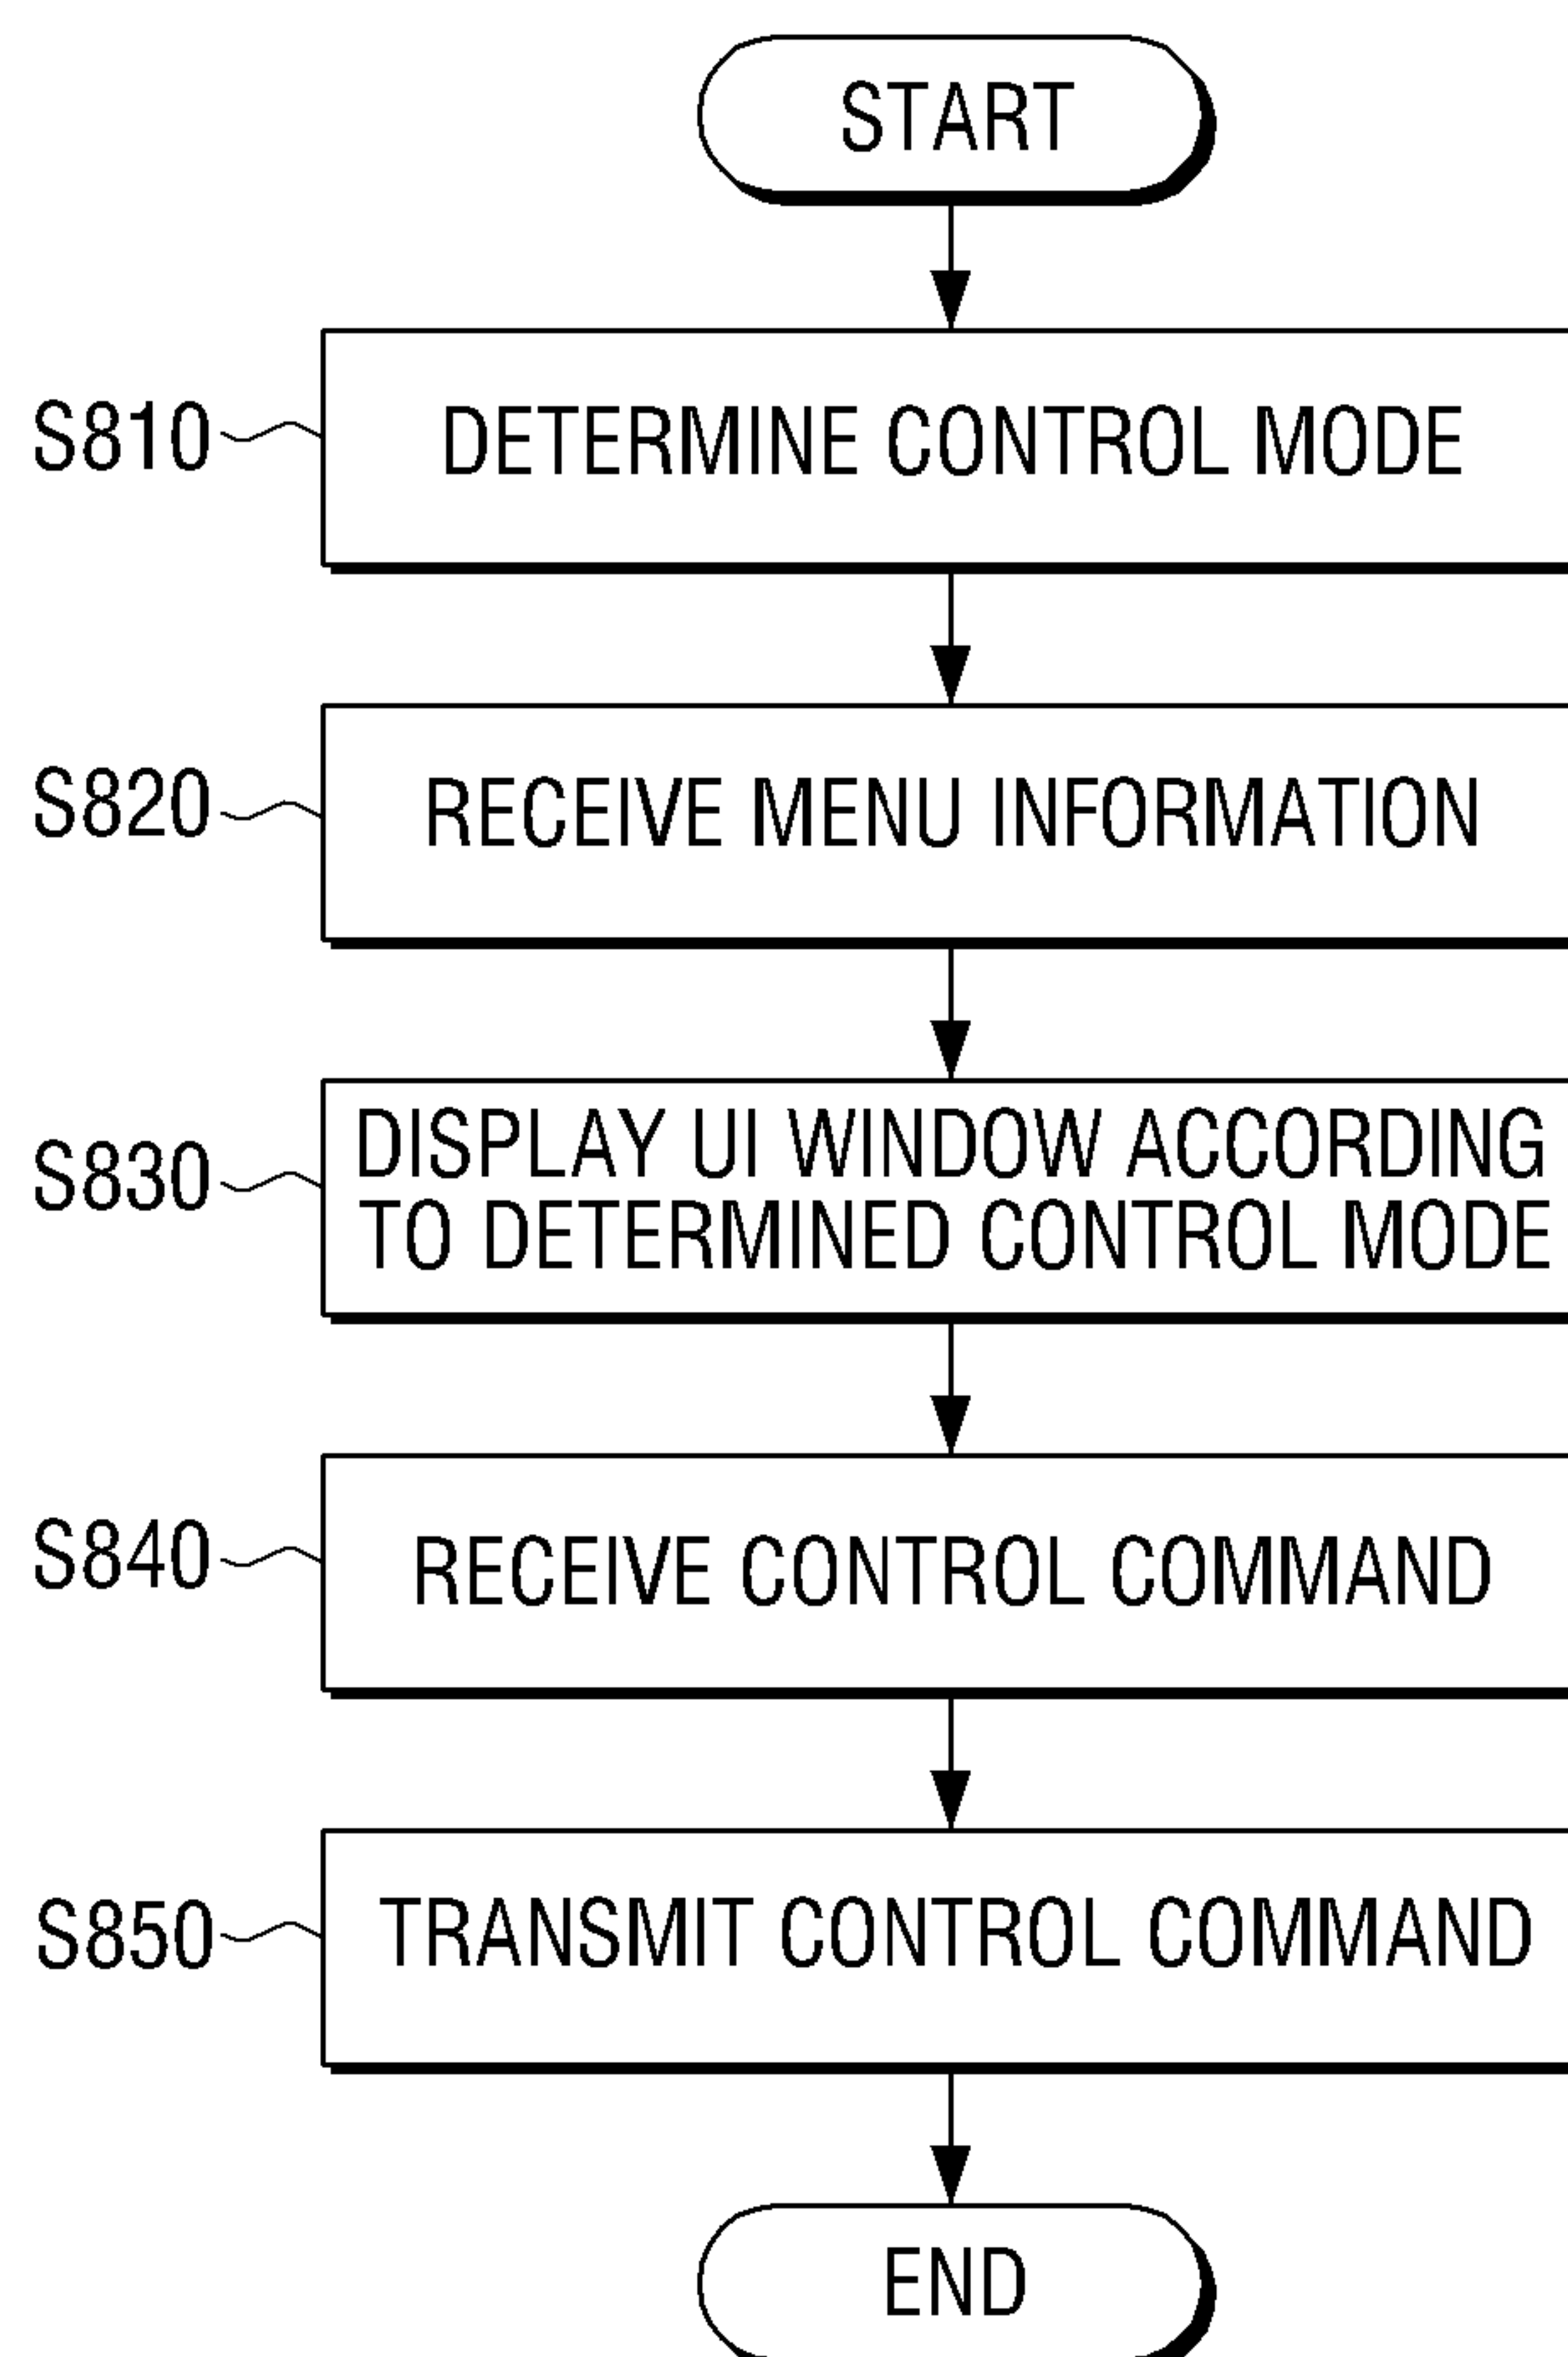 START
S810
DETERMINE CONTROL MODE
S820
RECEIVE MENU INFORMATION
S830
DISPLAY UI WINDOW ACCORDING
TO DETERMINED CONTROL MODE
S840
RECEIVE CONTROL COMMAND
S850
TRANSMIT CONTROL COMMAND
END